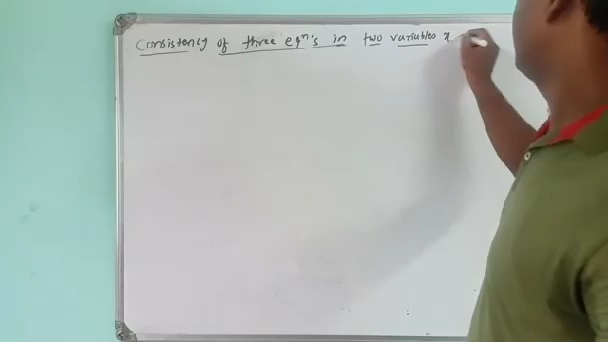 Consistency of three eqⁿ's in two variables x